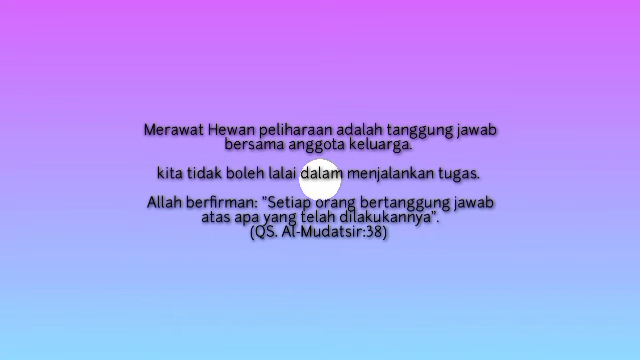 Merawat Hewan peliharaan adalah tanggung jawab
bersama anggota keluarga.
kita tidak boleh lalai dalam menjalankan tugas.
Allah berfirman: "Setiap orang bertanggung jawab
atas apa yang telah dilakukannya".
(QS. Al-Mudatsir:38)